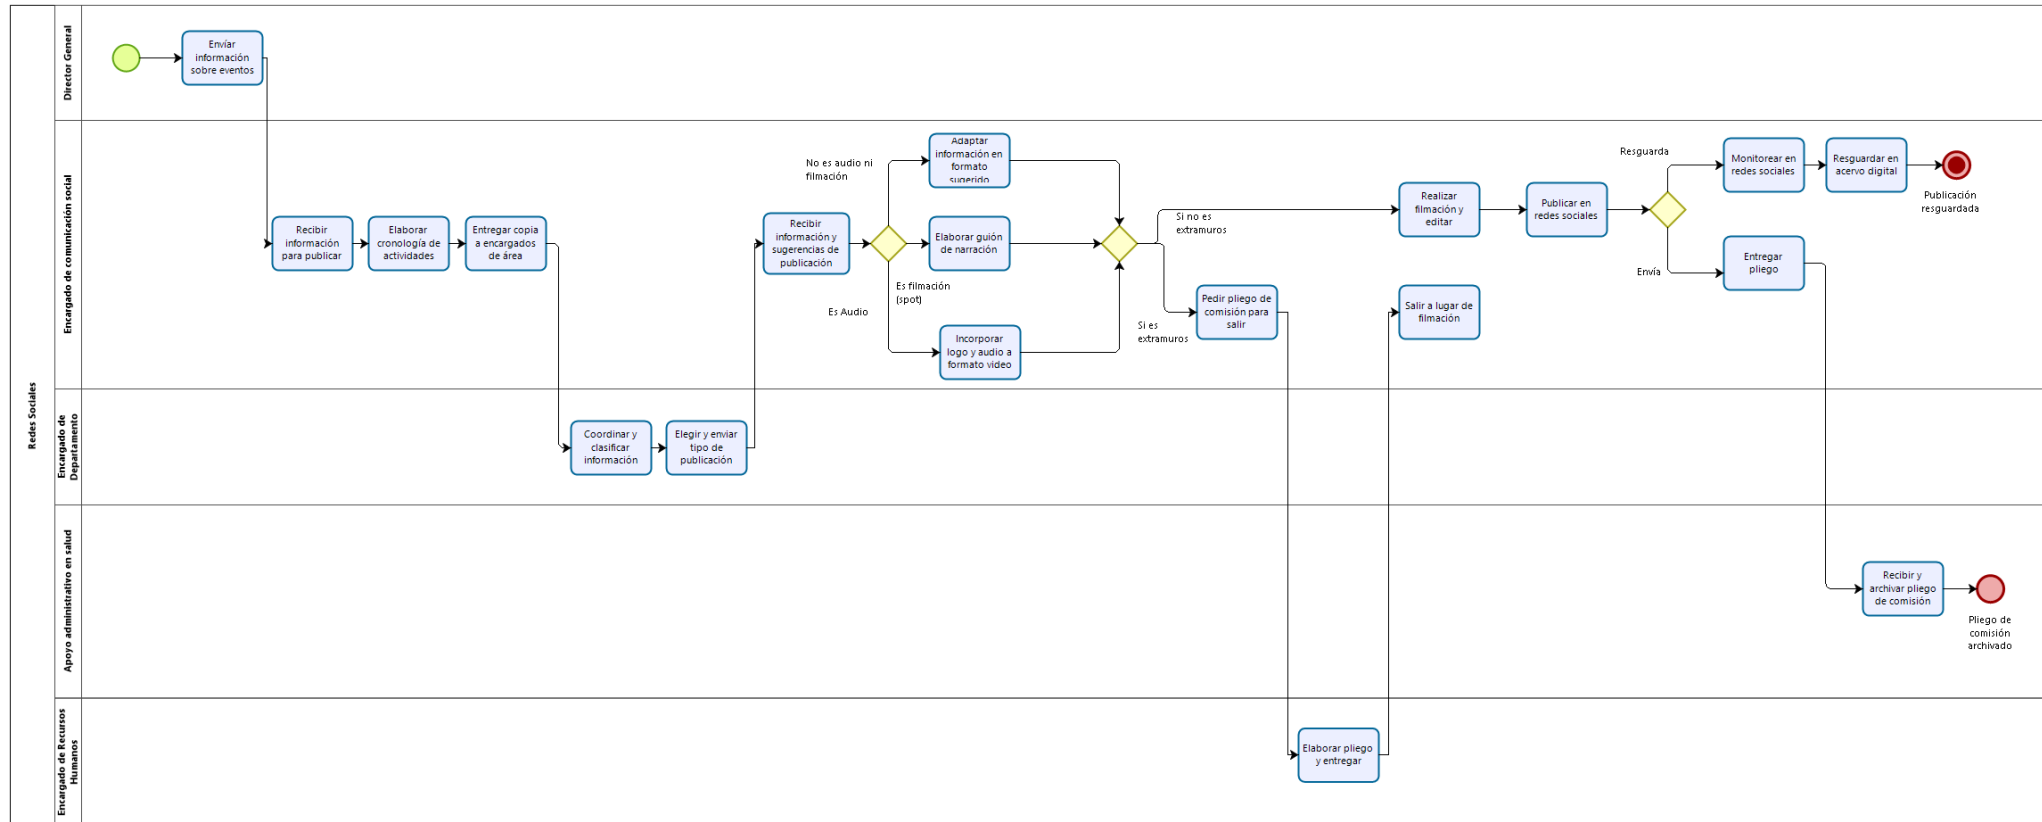 Redes Sociales
Director General
Envíar
información
sobre eventos
Encargado de comunicación social
Recibir
información
para publicar
Elaborar
cronología de
actividades
Entregar copia
a encargados
de área
Recibir
información y
sugerencias de
publicación
No es audio ni
filmación
Adaptar
información en
formato
sugerido
Elaborar guión
de narración
Es filmación
(spot)
Es Audio
Incorporar
logo y audio a
formato video
Si no es
extramuros
Si es
extramuros
Pedir pliego de
comisión para
salir
Realizar
filmación y
editar
Salir a lugar de
filmación
Publicar en
redes sociales
Resguarda
Monitorear en
redes sociales
Resguardar en
acervo digital
Publicación
resguardada
Envía
Entregar
pliego
Encargado de
Departamento
Coordinar y
clasificar
información
Elegir y enviar
tipo de
publicación
Apoyo administrativo en salud
Recibir y
archivar pliego
de comisión
Pliego de
comisión
archivado
Encargado de Recursos
Humanos
Elaborar pliego
y entregar